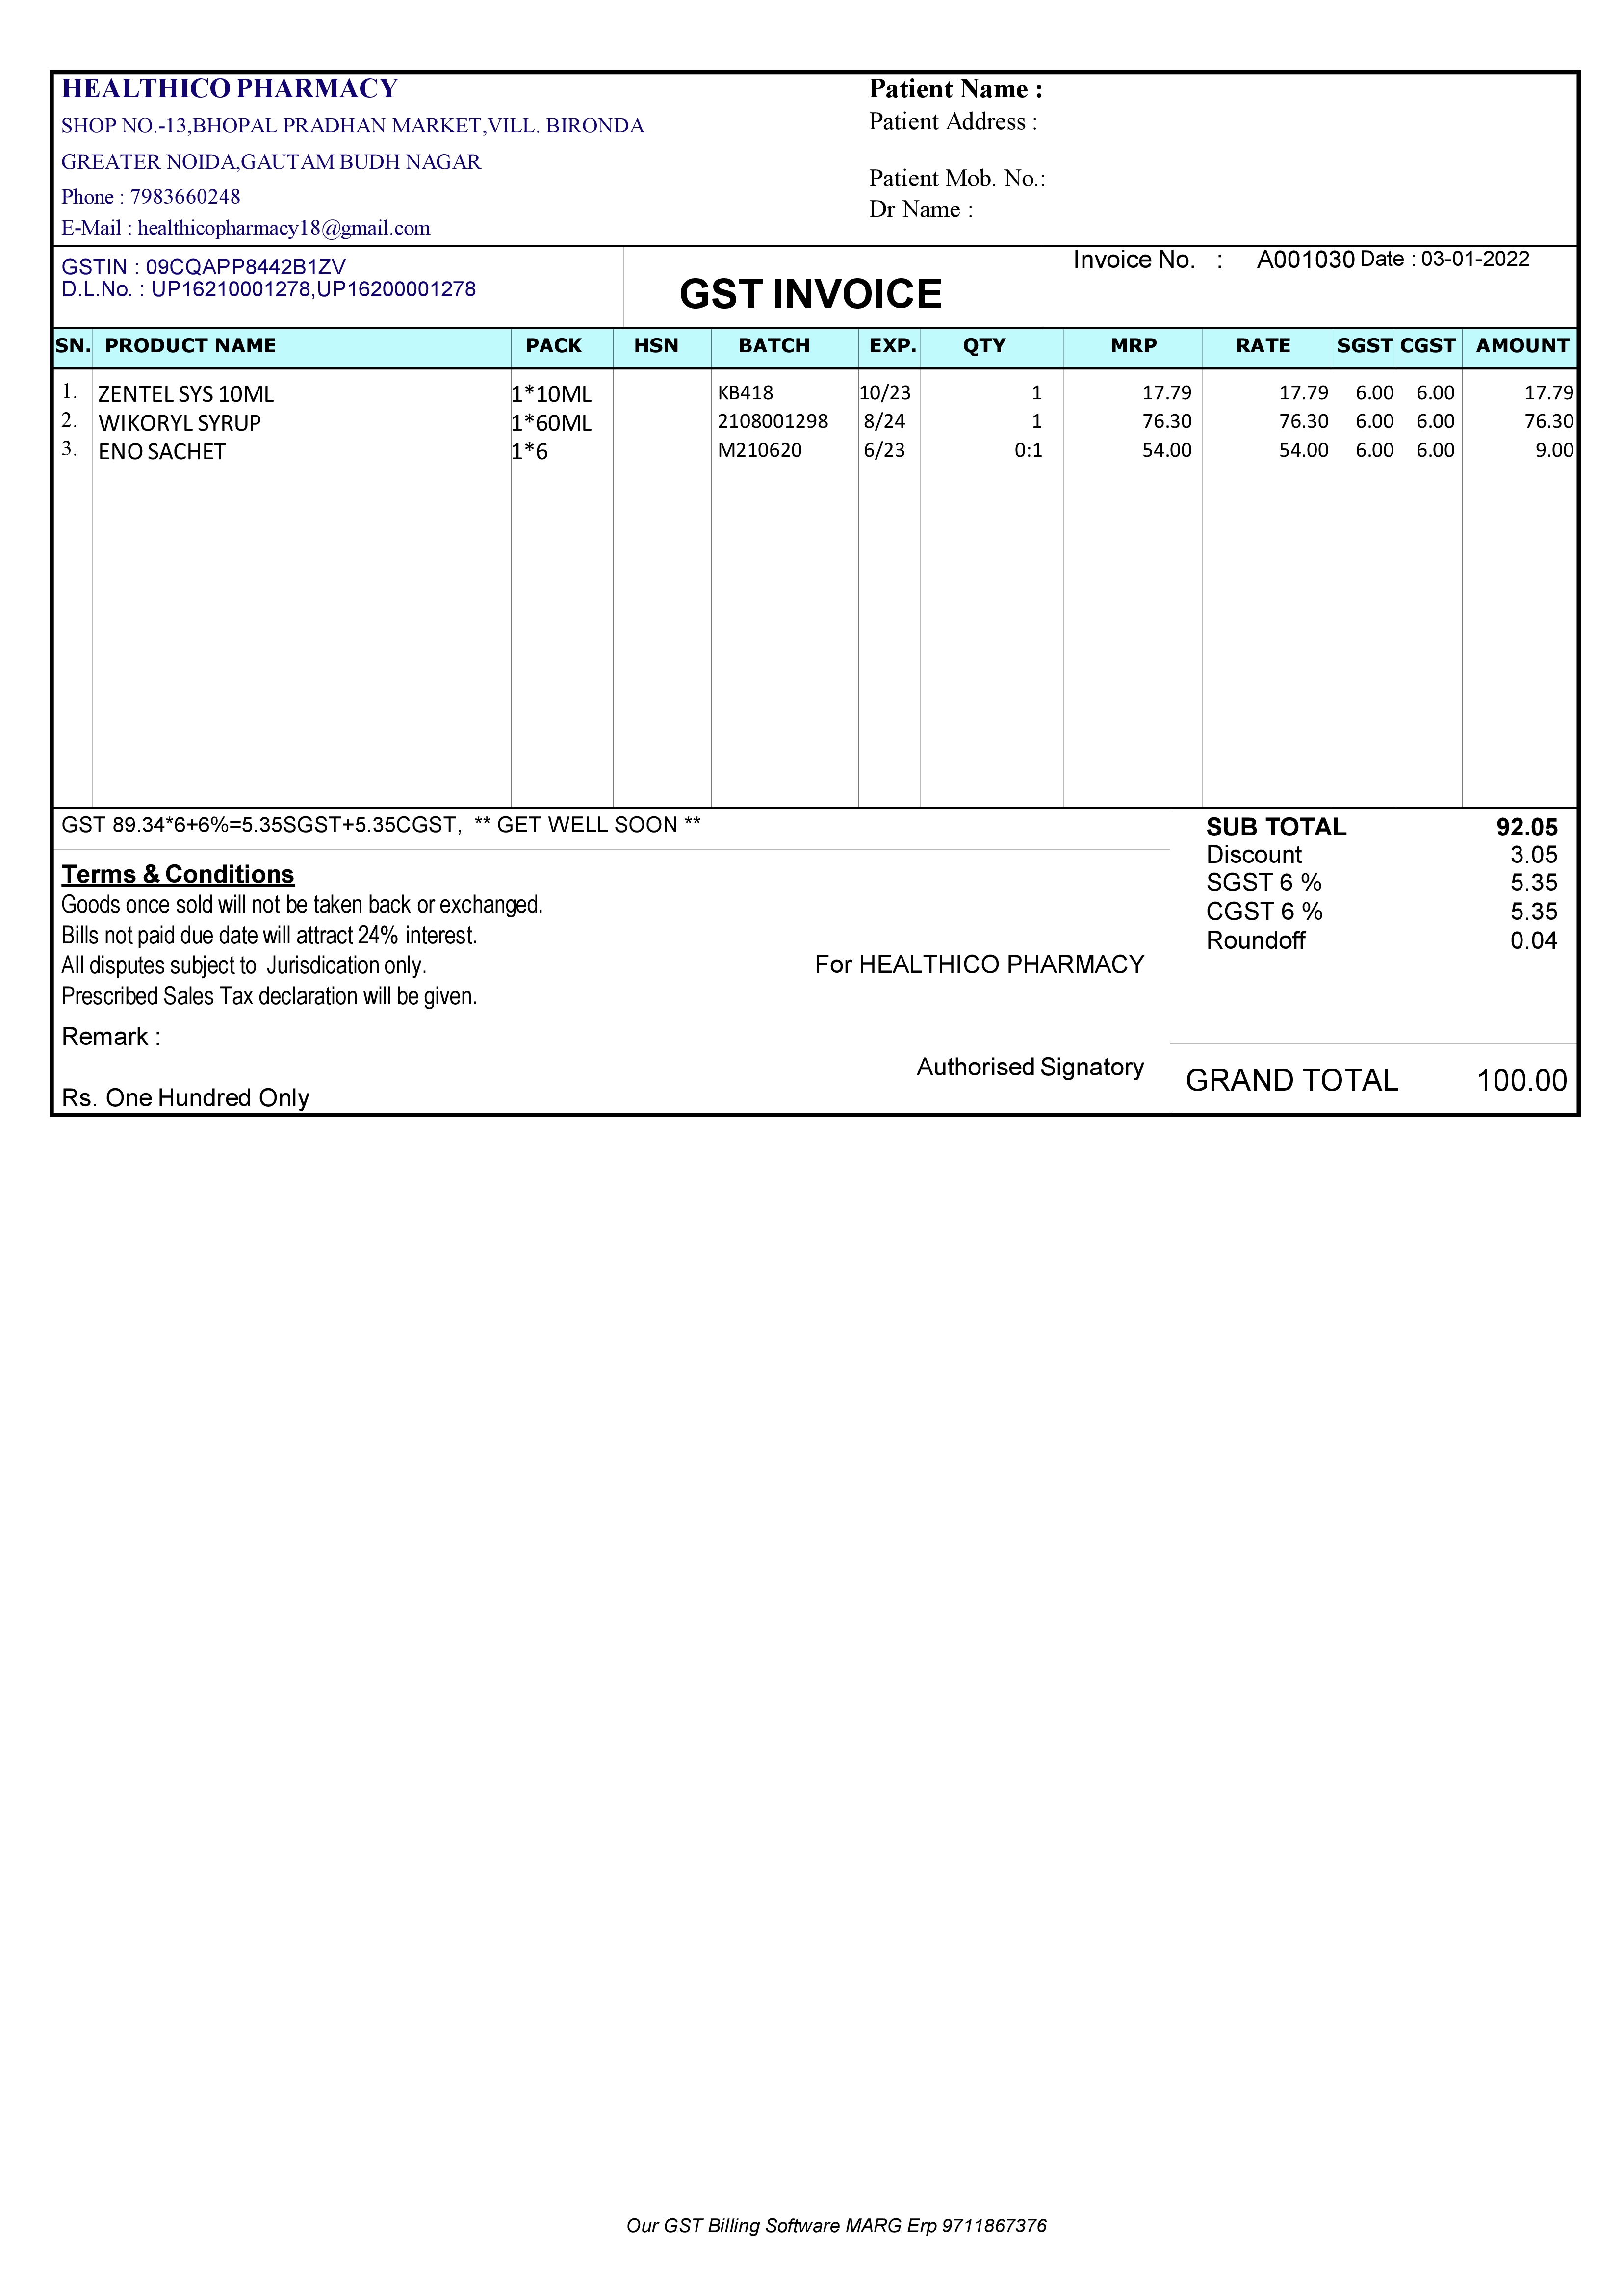 HEALTHICO PHARMACY
SHOP NO.-13,BHOPAL PRADHAN MARKET,VILL. BIRONDA
GREATER NOIDA,GAUTAM BUDH NAGAR
Phone : 7983660248
E-Mail : healthicopharmacy18@gmail.com
Patient Name :
Patient Address :
Patient Mob. No.:
Dr Name :
GSTIN : 09CQAPP8442B1ZV
D.L.No. : UP16210001278,UP16200001278
GST INVOICE
Invoice No. : A001030 Date : 03-01-2022
SN. PRODUCT NAME PACK HSN BATCH EXP. QTY MRP RATE SGST CGST AMOUNT
1. ZENTEL SYS 10ML 1*10ML KB418 10/23 1 17.79 17.79 6.00 6.00 17.79
2. WIKORYL SYRUP 1*60ML 2108001298 8/24 1 76.30 76.30 6.00 6.00 76.30
3. ENO SACHET 1*6 M210620 6/23 0:1 54.00 54.00 6.00 6.00 9.00
GST 89.34*6+6%=5.35SGST+5.35CGST, ** GET WELL SOON **
Terms & Conditions
Goods once sold will not be taken back or exchanged.
Bills not paid due date will attract 24% interest.
All disputes subject to Jurisdication only.
Prescribed Sales Tax declaration will be given.
Remark :
Rs. One Hundred Only
For HEALTHICO PHARMACY
Authorised Signatory
SUB TOTAL 92.05
Discount 3.05
SGST 6 % 5.35
CGST 6 % 5.35
Roundoff 0.04
GRAND TOTAL 100.00
Our GST Billing Software MARG Erp 9711867376